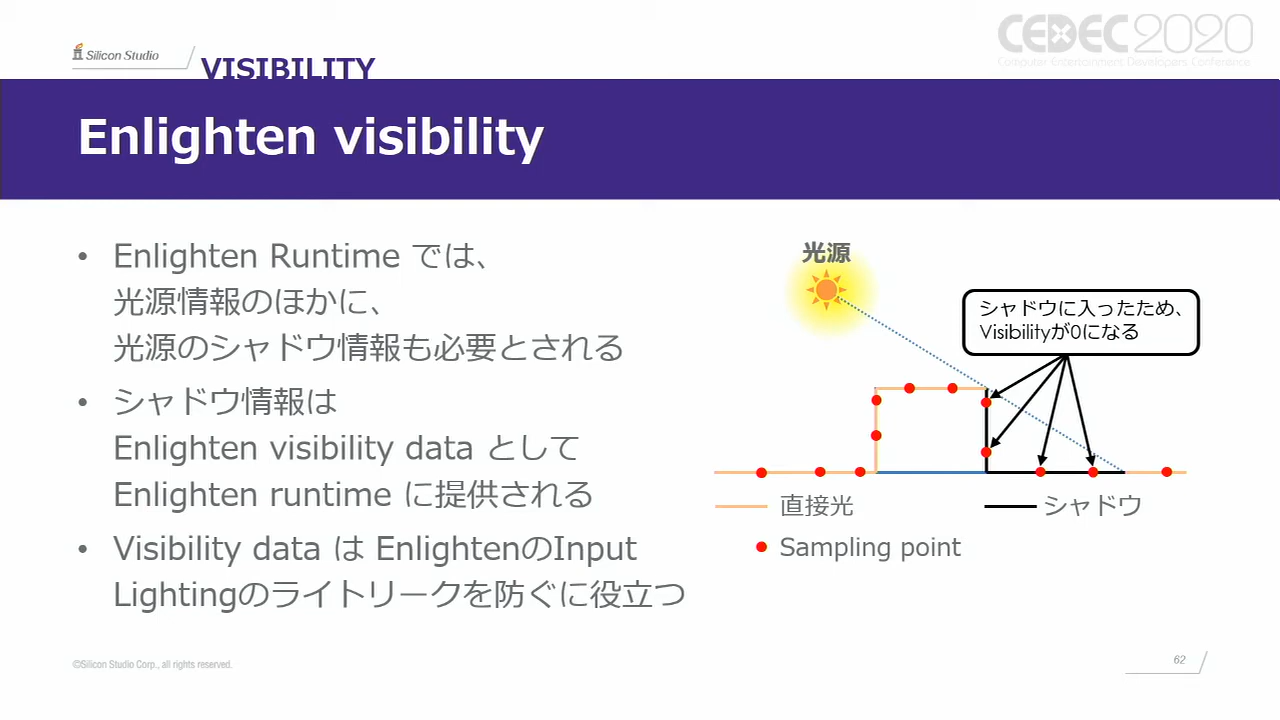 Silicon Studio
VISIBILITY
CEDEC2020
Computer Entertainment Developers Conference
Enlighten visibility
• Enlighten Runtime では、
光源情報のほかに、
光源のシャドウ情報も必要とされる
• シャドウ情報は
Enlighten visibility data として
Enlighten runtime に提供される
• Visibility data は EnlightenのInput
Lightingのライトリークを防ぐに役立つ
光源
シャドウに入ったため、
Visibilityが0になる
直接光
シャドウ
Sampling point
©Silicon Studio Corp., all rights reserved.
62